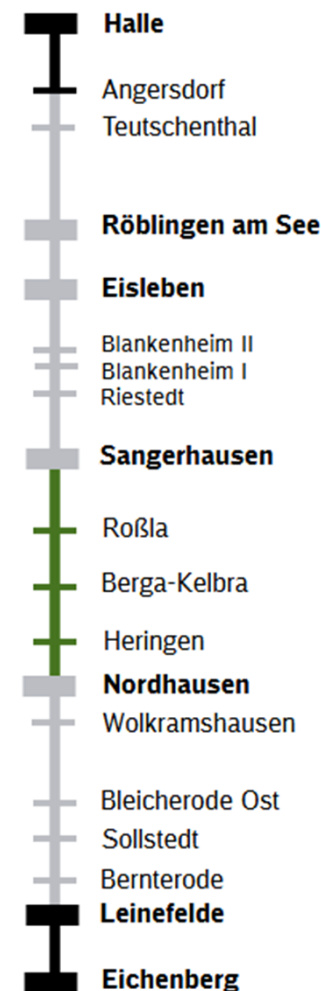 Halle
Angersdorf
Teutschenthal
Röblingen am See
Eisleben
Blankenheim II
Blankenheim I
Riestedt
Sangerhausen
Roßla
Berga-Kelbra
Heringen
Nordhausen
Wolkramshausen
Bleicherode Ost
Sollstedt
Bernterode
Leinefelde
Eichenberg